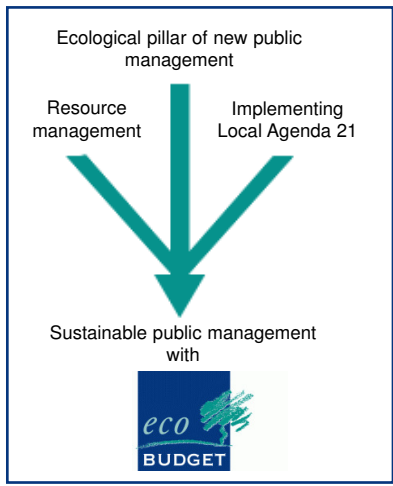 Ecological pillar of new public
management
Resource
management
Implementing
Local Agenda 21
Sustainable public management
with
eco
BUDGET